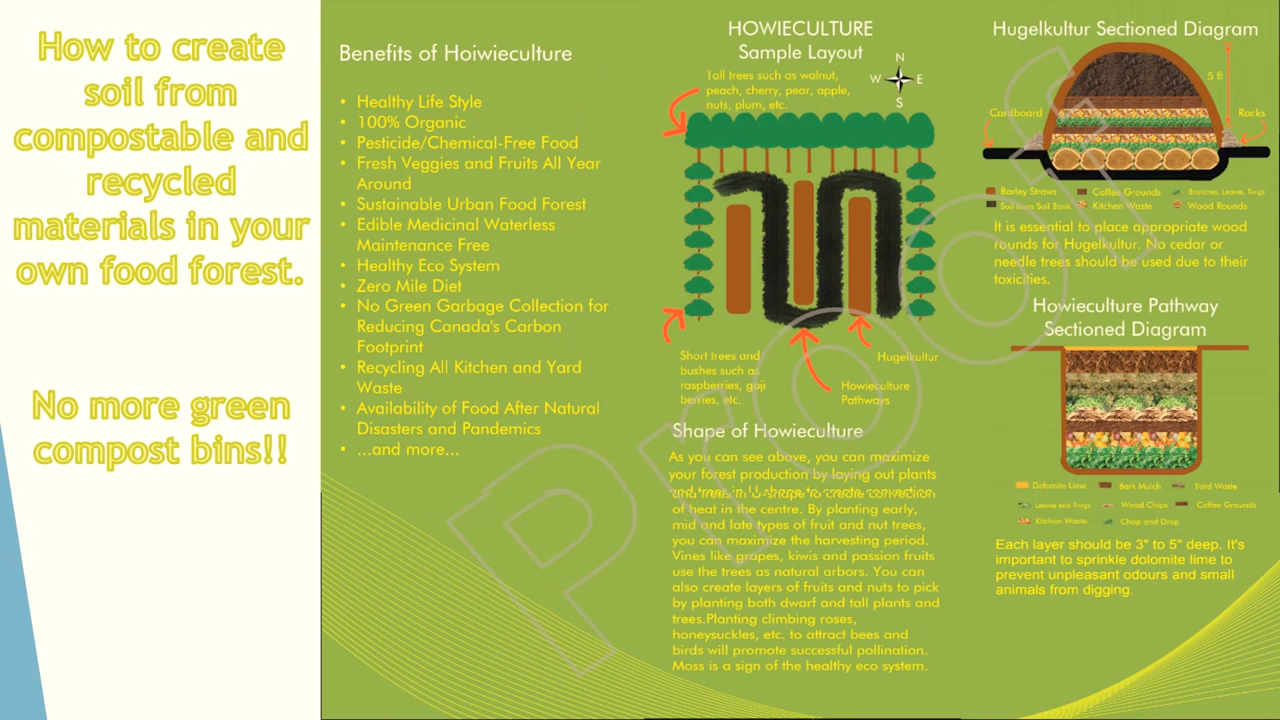 How to create
soil from
compostable and
recycled
materials in your
own food forest.
No more green
compost bins!!
Benefits of Hoiwieculture
• Healthy Life Style
• 100% Organic
• Pesticide/Chemical-Free Food
• Fresh Veggies and Fruits All Year
Around
• Sustainable Urban Food Forest
• Edible Medicinal Waterless
Maintenance Free
• Healthy Eco System
• Zero Mile Diet
• No Green Garbage Collection for
Reducing Canada's Carbon
Footprint
• Recycling All Kitchen and Yard
Waste
• Availability of Food After Natural
Disasters and Pandemics
• ...and more...
HOWIECULTURE
Sample Layout
N
W E
S
Tall trees such as walnut,
peach, cherry, pear, apple,
nuts, plum, etc.
Short trees and
bushes such as
raspberries, goji
berries, etc.
Hugelkultur
Howieculture
Pathways
Shape of Howieculture
As you can see above, you can maximize
your forest production by laying out plants
and trees in U-shape to create convection
of heat in the centre. By planting early,
mid and late types of fruit and nut trees,
you can maximize the harvesting period.
Vines like grapes, kiwis and passion fruits
use the trees as natural arbors. You can
also create layers of fruits and nuts to pick
by planting both dwarf and tall plants and
trees.Planting climbing roses,
honeysuckles, etc. to attract bees and
birds will promote successful pollination.
Moss is a sign of the healthy eco system.
Hugelkultur Sectioned Diagram
5 ft
Cardboard Rocks
Barley Straws Coffee Grounds Branches, Leaves, Twigs
Soil from Soil Bank Kitchen Waste Wood Rounds
It is essential to place appropriate wood
rounds for Hugelkultur. No cedar or
needle trees should be used due to their
toxicities.
Howieculture Pathway
Sectioned Diagram
Dolomite Lime Bark Mulch Yard Waste
Leaves and Twigs Wood Chips Coffee Grounds
Kitchen Waste Chop and Drop
Each layer should be 3" to 5" deep. It's
important to sprinkle dolomite lime to
prevent unpleasant odours and small
animals from digging.
Proof